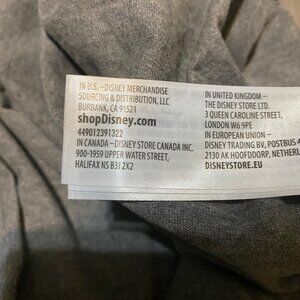 IN U.S.–DISNEY MERCHANDISE
SOURCING & DISTRIBUTION, LLC
BURBANK, CA 91521
shopDisney.com
449012391322
IN CANADA–DISNEY STORE CANADA INC.
900-1959 UPPER WATER STREET,
HALIFAX NS B3J 2X2
IN UNITED KINGDOM –
THE DISNEY STORE LTD.
3 QUEEN CAROLINE STREET,
LONDON W6 9PE
IN EUROPEAN UNION –
DISNEY TRADING BV, POSTBUS
2130 AK HOOFDDORP,
DISNEYSTORE.EU